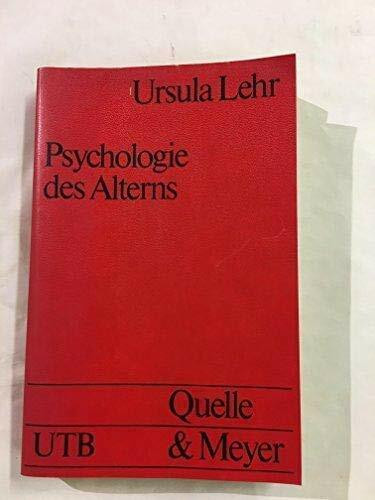 Ursula Lehr
Psychologie
des Alterns
Quelle
UTB & Meyer